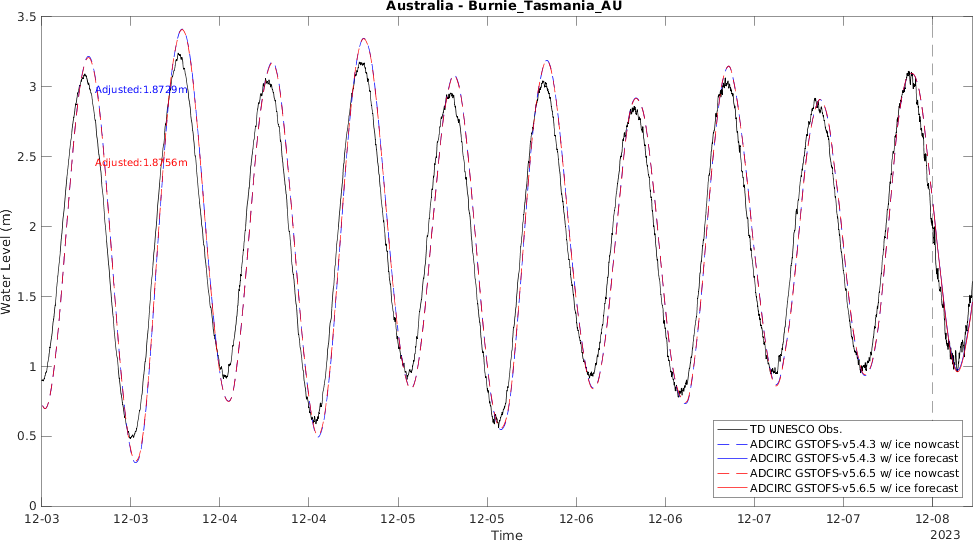 Australia - Burnie_Tasmania_AU
3.5
3
2.5
2
1.5
1
0.5
0
Water Level (m)
Adjusted:1.8729m
Adjusted:1.8756m
TD UNESCO Obs.
ADCIRC GSTOFS-v5.4.3 w/ ice nowcast
ADCIRC GSTOFS-v5.4.3 w/ ice forecast
ADCIRC GSTOFS-v5.6.5 w/ ice nowcast
ADCIRC GSTOFS-v5.6.5 w/ ice forecast
12-03 12-03 12-04 12-04 12-05 12-05 12-06 12-06 12-07 12-07 12-08
Time
2023